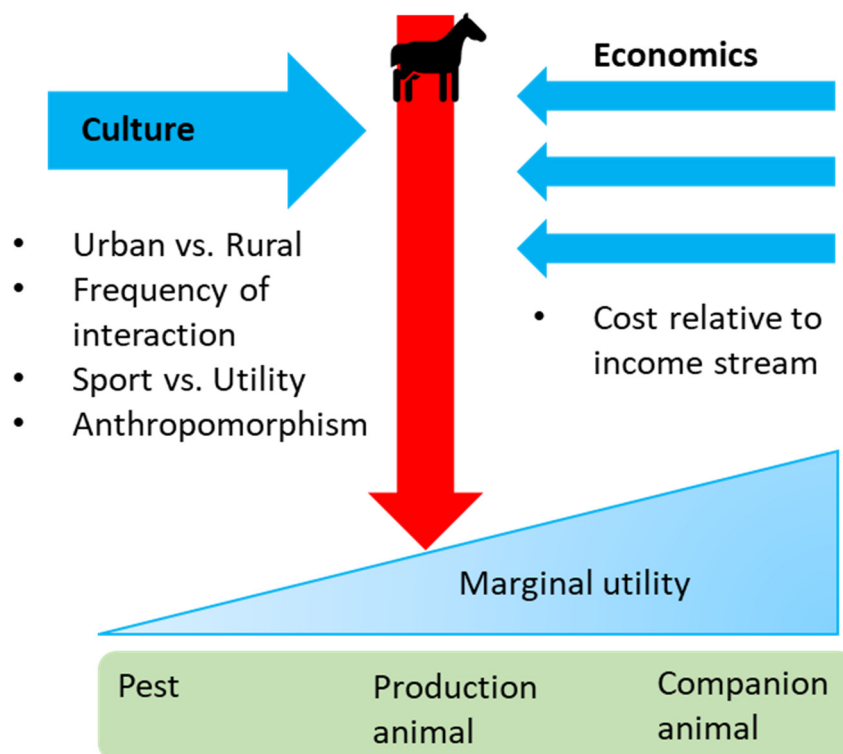 Culture
• Urban vs. Rural
• Frequency of
interaction
• Sport vs. Utility
• Anthropomorphism
Economics
• Cost relative to
income stream
Marginal utility
Pest
Production
animal
Companion
animal